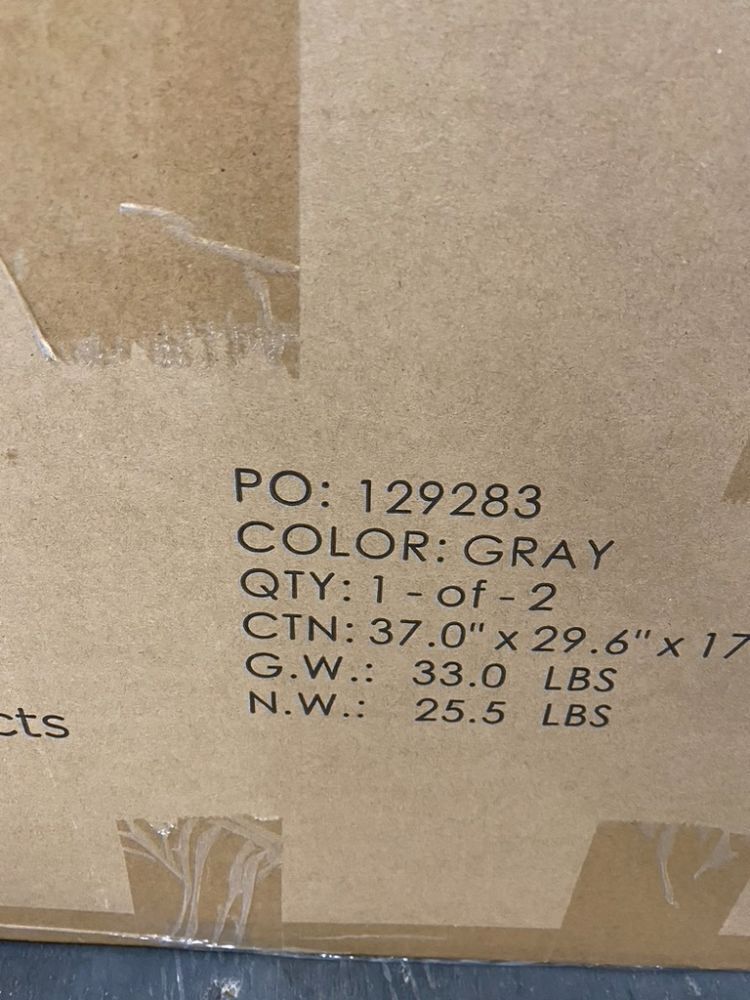 PO: 129283
COLOR: GRAY
QTY: 1 - of - 2
CTN: 37.0" x 29.6" x 17
G.W.: 33.0 LBS
N.W.: 25.5 LBS
cts